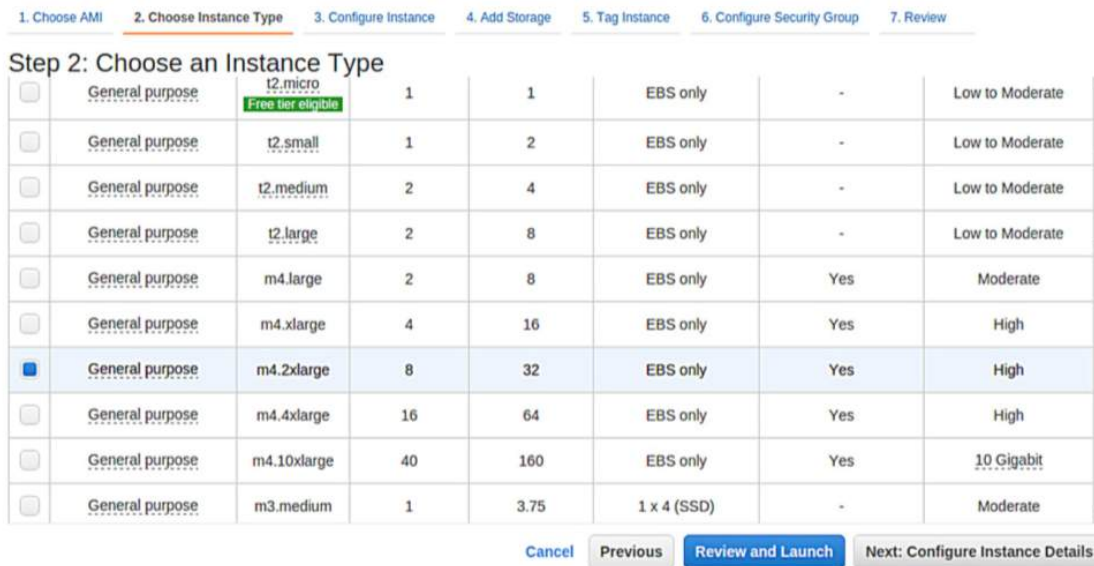 1. Choose AMI 2. Choose Instance Type 3. Configure Instance 4. Add Storage 5. Tag Instance 6. Configure Security Group 7. Review
Step 2: Choose an Instance Type
General purpose t2.micro 1 1 EBS only - Low to Moderate
Free tier eligible
General purpose t2.small 1 2 EBS only - Low to Moderate
General purpose t2.medium 2 4 EBS only - Low to Moderate
General purpose t2.large 2 8 EBS only - Low to Moderate
General purpose m4.large 2 8 EBS only Yes Moderate
General purpose m4.xlarge 4 16 EBS only Yes High
General purpose m4.2xlarge 8 32 EBS only Yes High
General purpose m4.4xlarge 16 64 EBS only Yes High
General purpose m4.10xlarge 40 160 EBS only Yes 10 Gigabit
General purpose m3.medium 1 3.75 1 x 4 (SSD) - Moderate
Cancel Previous Review and Launch Next: Configure Instance Details